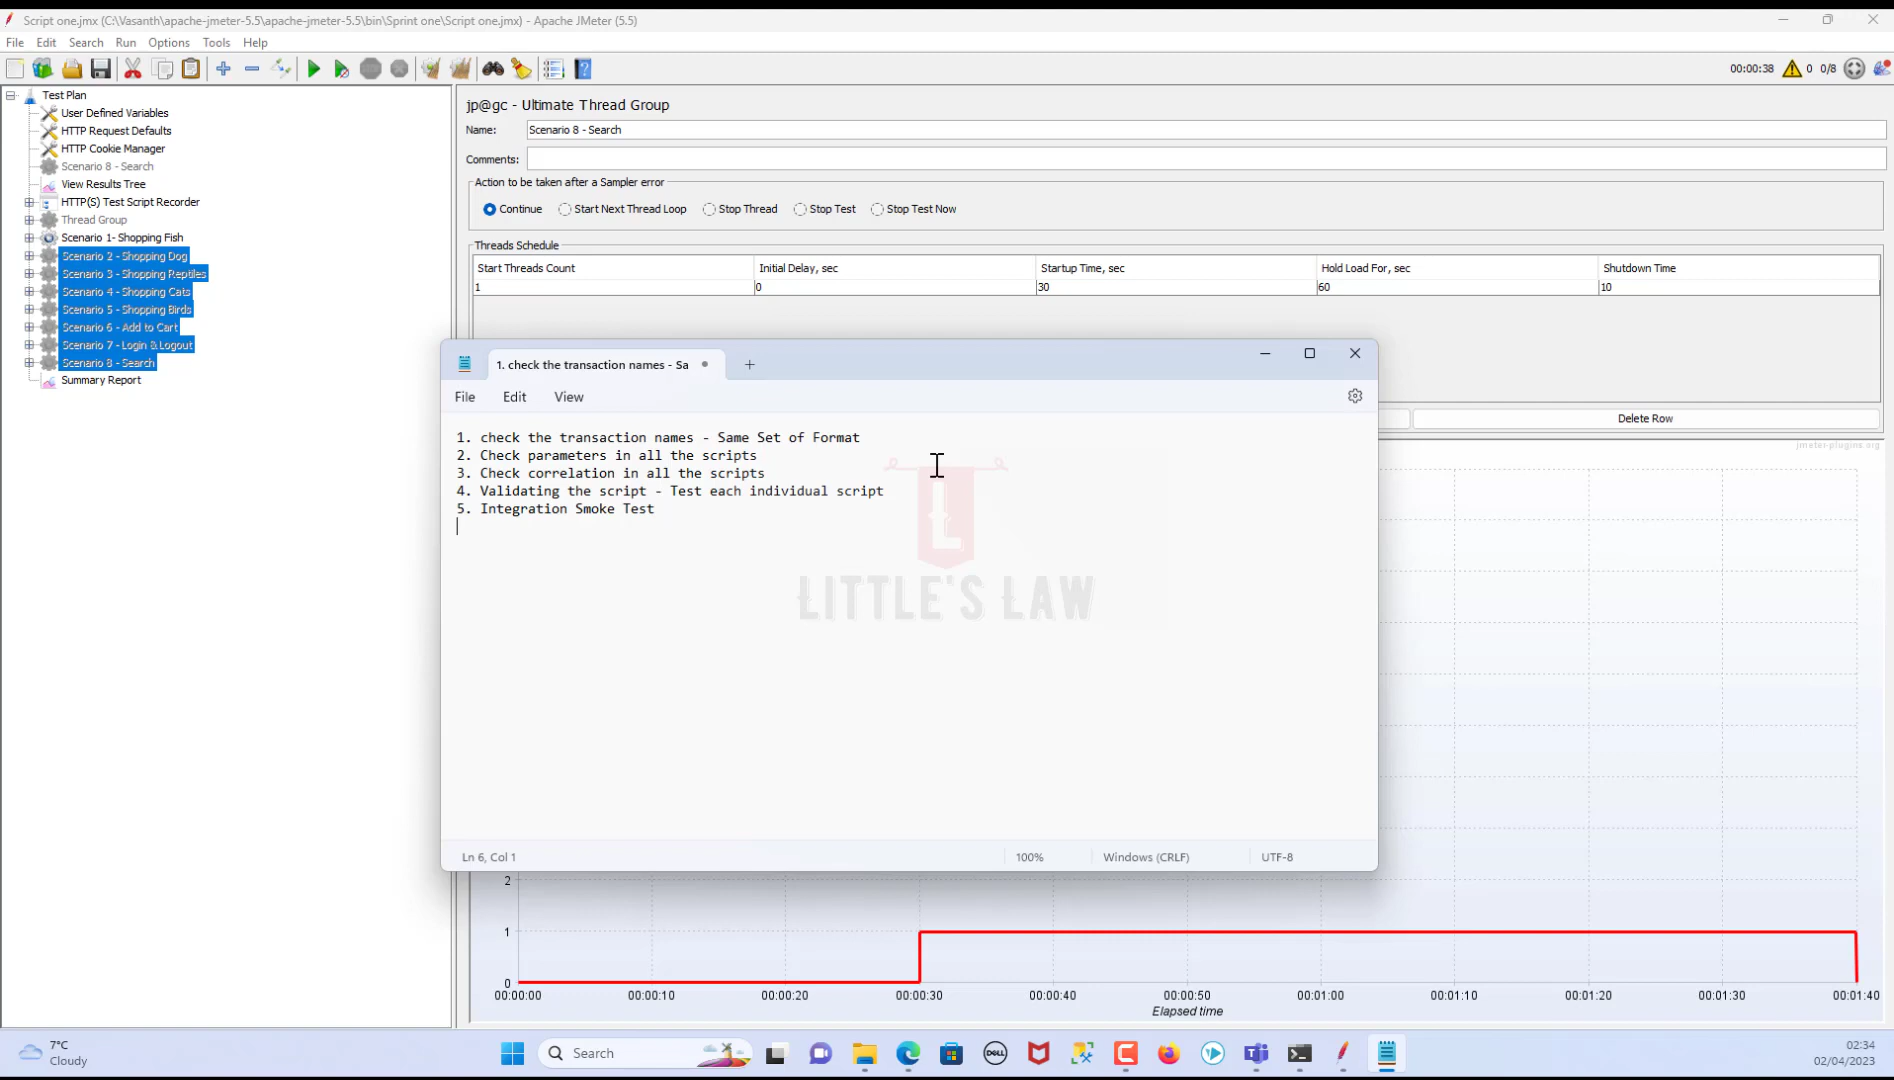 Script one.jmx (C:\Vasanth\apache-jmeter-5.5\apache-jmeter-5.5\bin\Sprint one\Script one.jmx) - Apache JMeter (5.5)
File Edit Search Run Options Tools Help
00:00:38 0 0/8
Test Plan
User Defined Variables
HTTP Request Defaults
HTTP Cookie Manager
Scenario 8 - Search
View Results Tree
HTTP(S) Test Script Recorder
Thread Group
Scenario 1- Shopping Fish
Scenario 2 - Shopping Dog
Scenario 3 - Shopping Reptiles
Scenario 4 - Shopping Cats
Scenario 5 - Shopping Birds
Scenario 6 - Add to Cart
Scenario 7 - Login & Logout
Scenario 8 - Search
Summary Report
jp@gc - Ultimate Thread Group
Name: Scenario 8 - Search
Comments:
Action to be taken after a Sampler error
Continue Start Next Thread Loop Stop Thread Stop Test Stop Test Now
Threads Schedule
Start Threads Count Initial Delay, sec Startup Time, sec Hold Load For, sec Shutdown Time
1 0 30 60 10
Delete Row
jmeter-plugins.org
1. check the transaction names - Sa
File Edit View
1. check the transaction names - Same Set of Format
2. Check parameters in all the scripts
3. Check correlation in all the scripts
4. Validating the script - Test each individual script
5. Integration Smoke Test
L
LITTLE'S LAW
Ln 6, Col 1 100% Windows (CRLF) UTF-8
2
1
0
00:00:00 00:00:10 00:00:20 00:00:30 00:00:40 00:00:50 00:01:00 00:01:10 00:01:20 00:01:30 00:01:40
Elapsed time
7°C
Cloudy
Search
DELL
02:34
02/04/2023